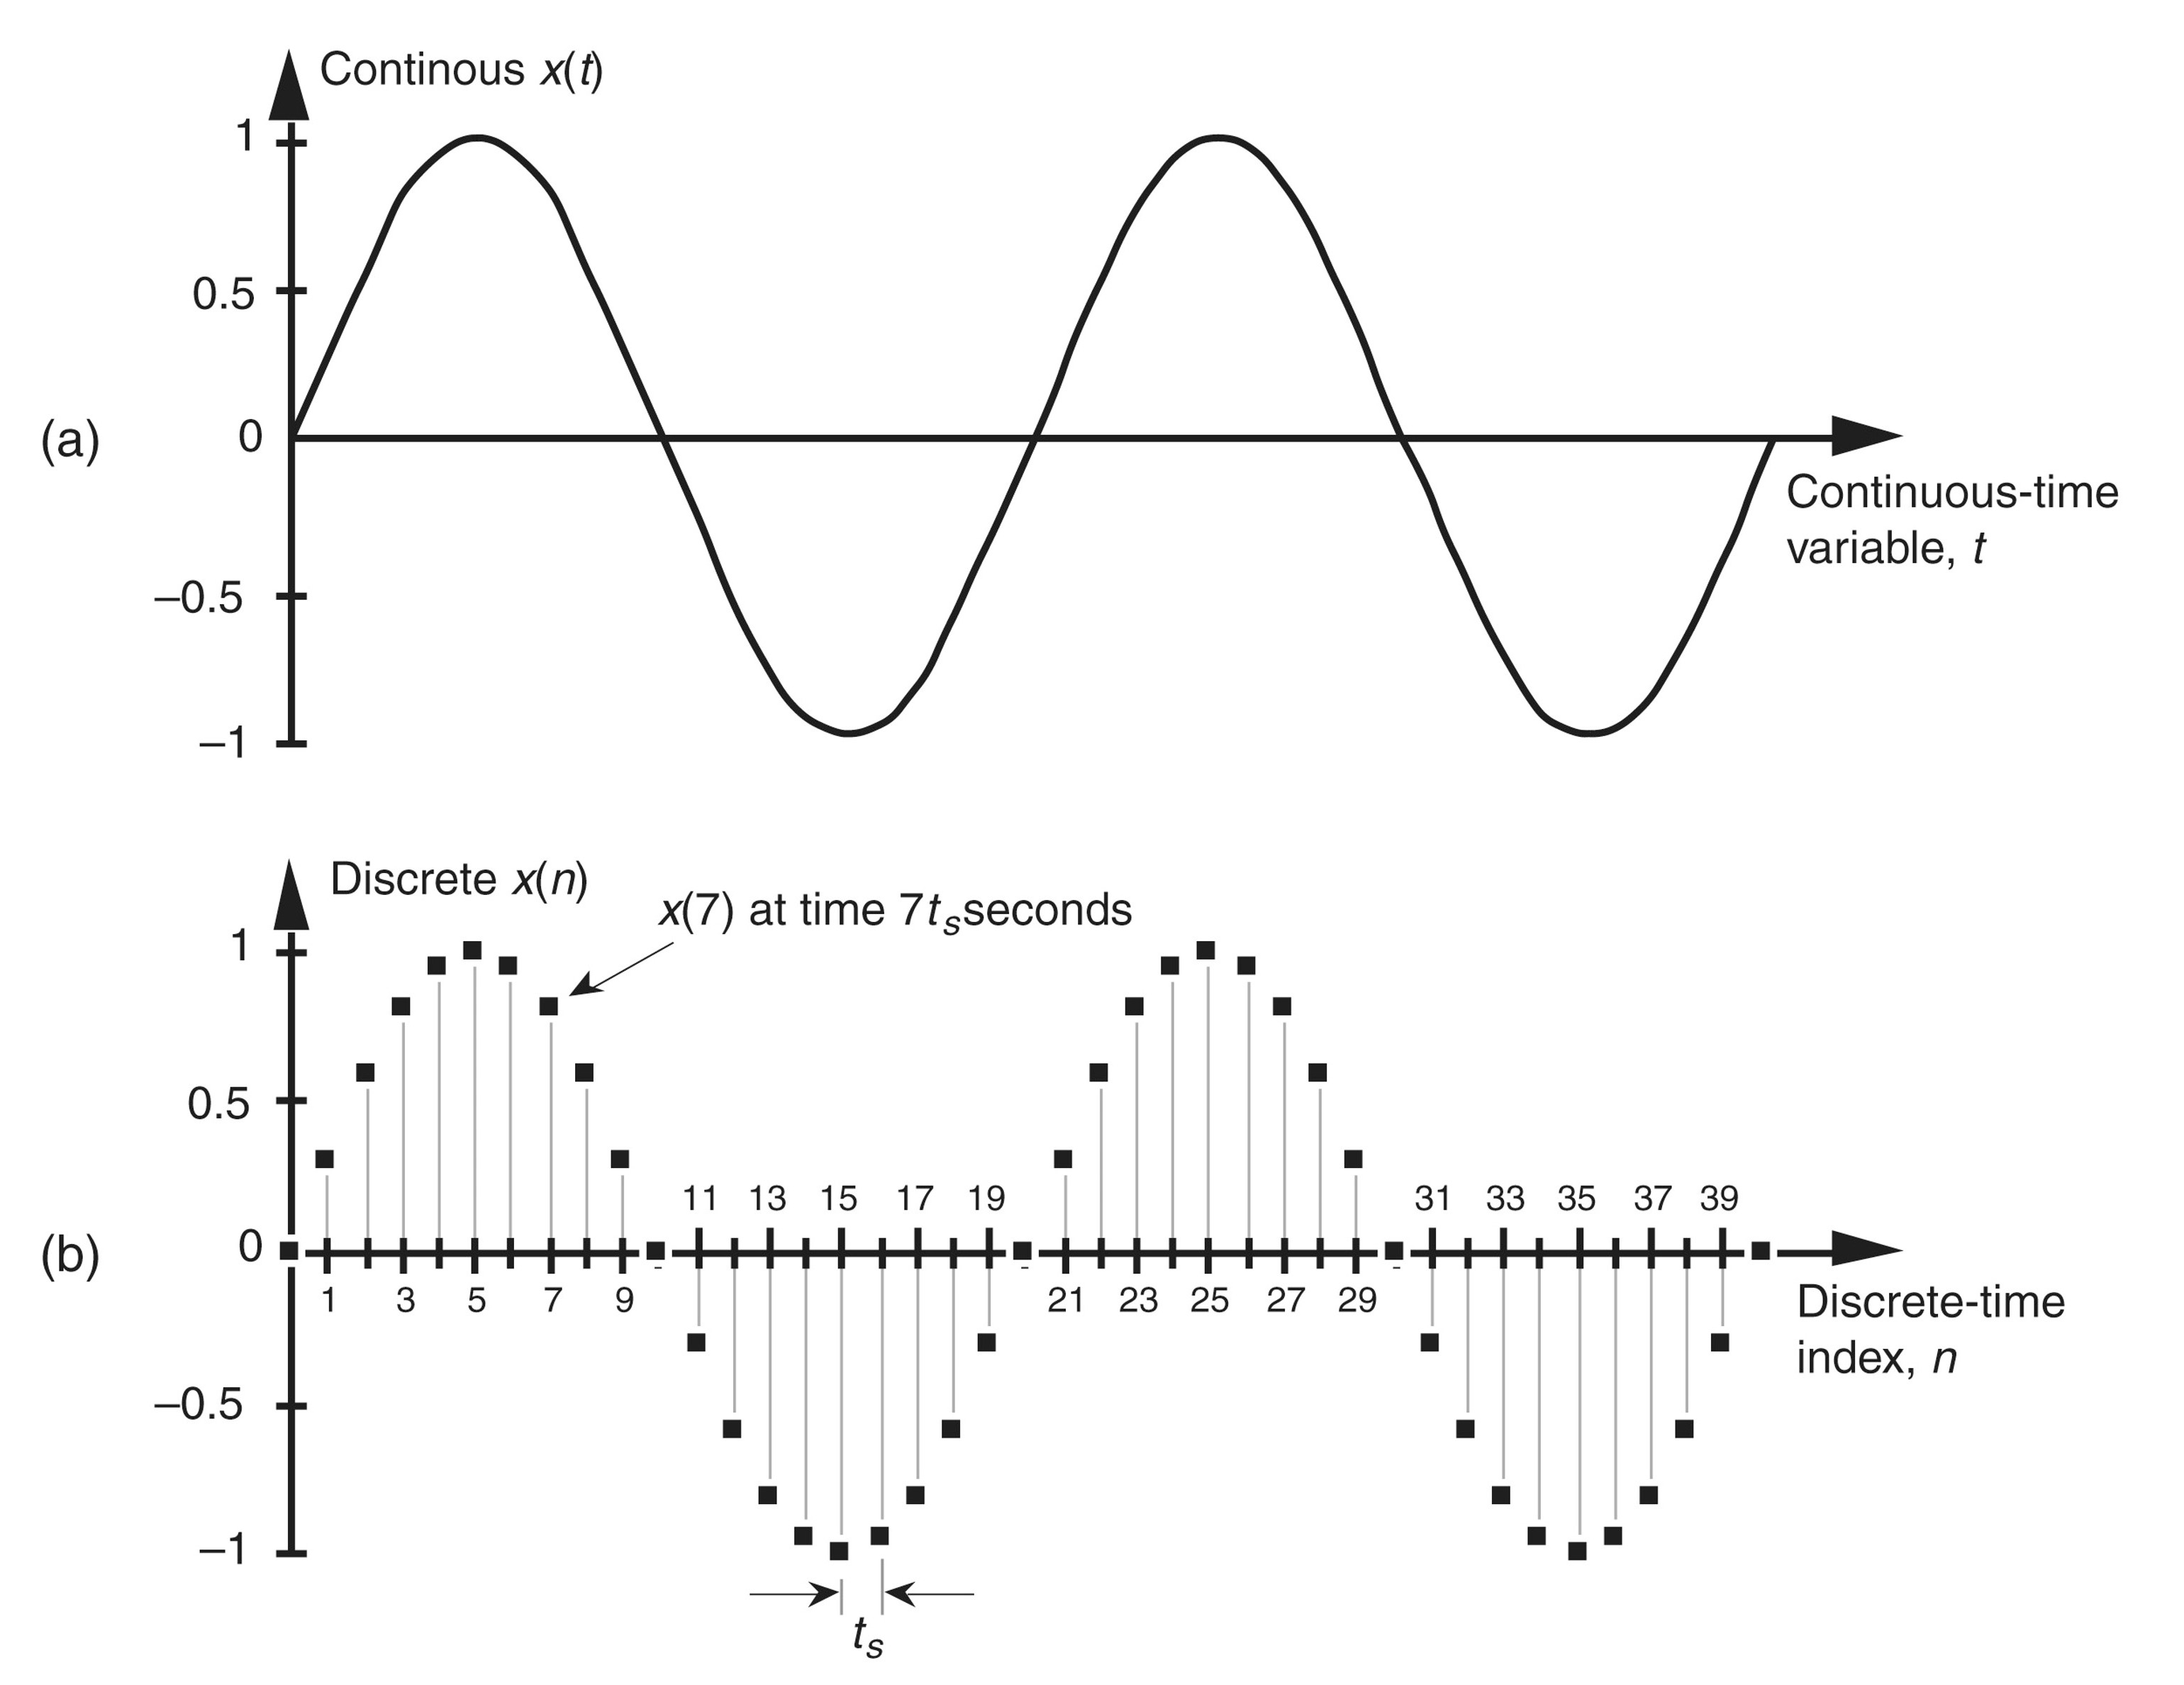 Continous x(t)
1
0.5
(a)
0
Continuous-time
variable, t
–0.5
–1
Discrete x(n)
x(7) at time 7ts seconds
1
0.5
11 13 15 17 19 31 33 35 37 39
(b)
0
1 3 5 7 9 21 23 25 27 29
Discrete-time
index, n
–0.5
–1
ts